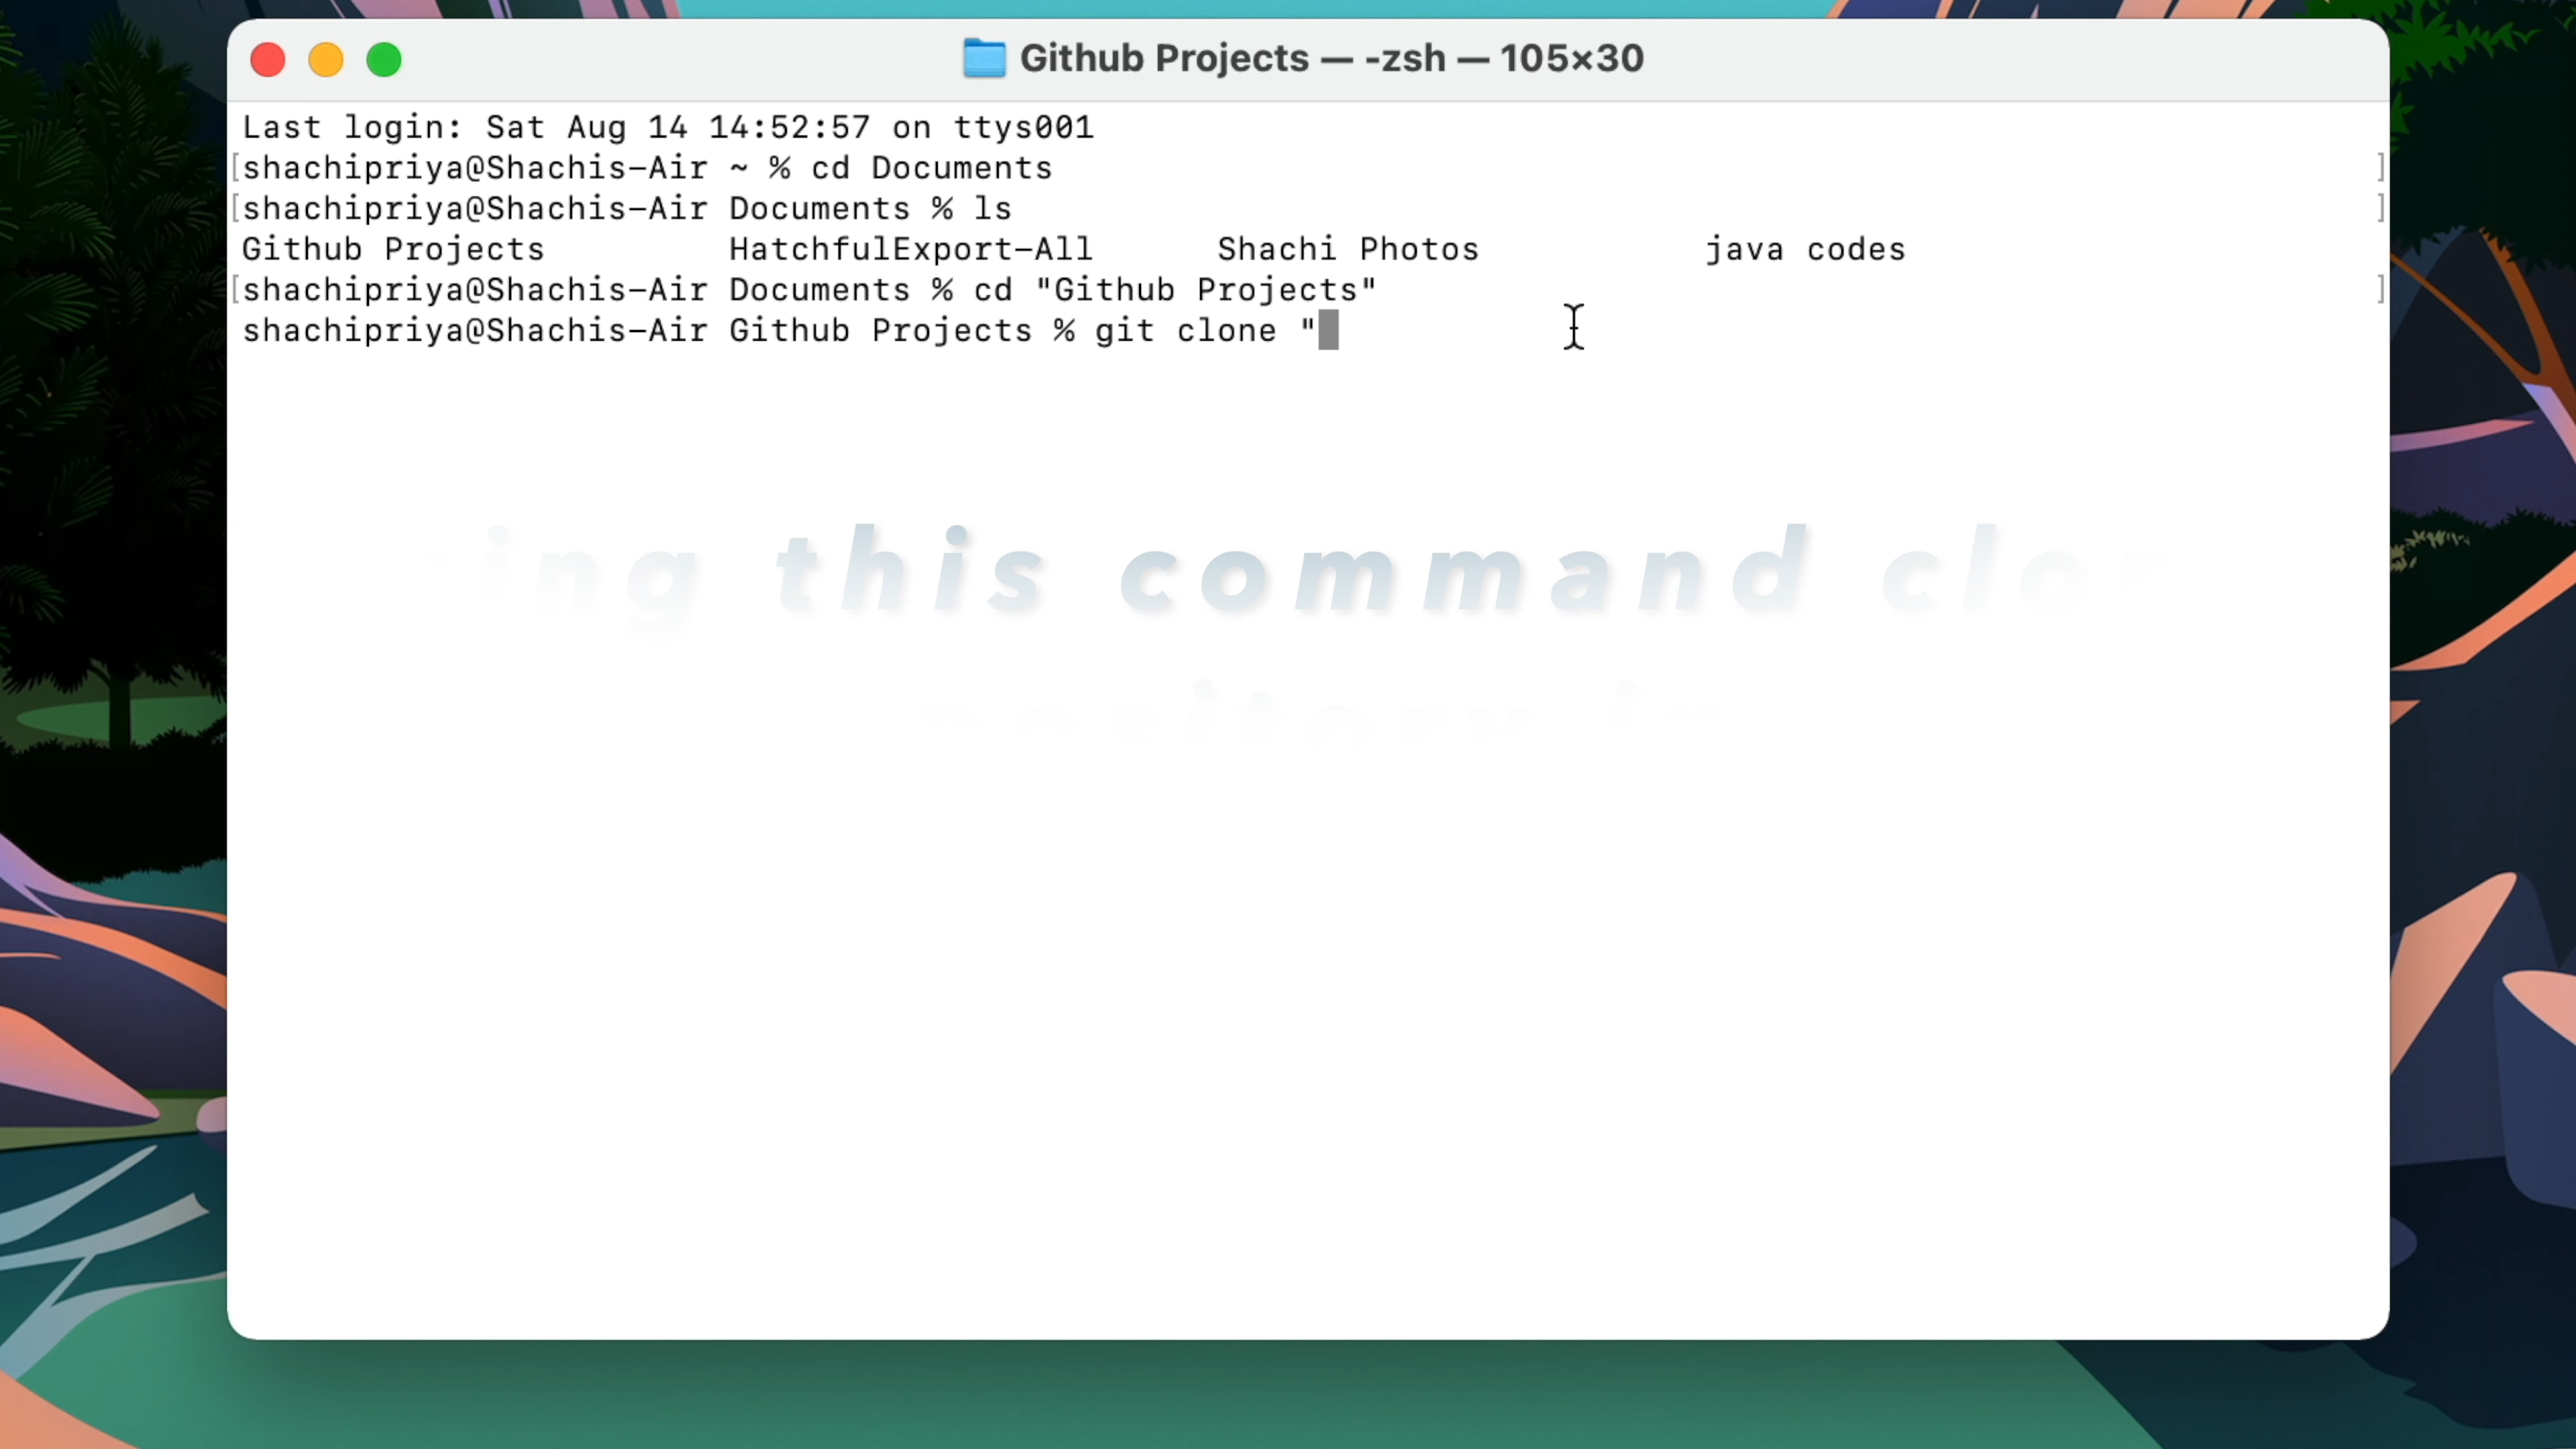 Github Projects — -zsh — 105×30
Last login: Sat Aug 14 14:52:57 on ttys001
[shachipriya@Shachis-Air ~ % cd Documents ]
[shachipriya@Shachis-Air Documents % ls ]
Github Projects HatchfulExport-All Shachi Photos java codes
[shachipriya@Shachis-Air Documents % cd "Github Projects" ]
shachipriya@Shachis-Air Github Projects % git clone "
this command